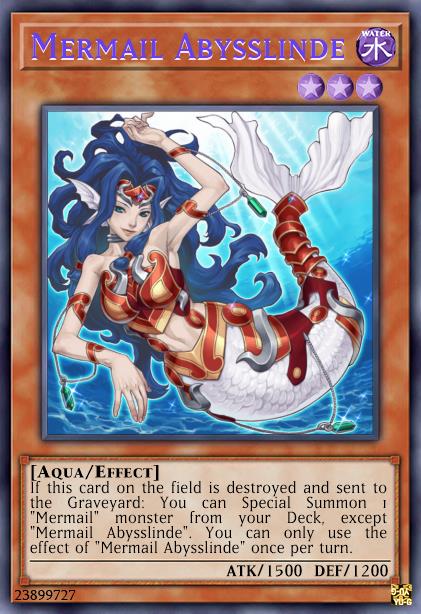 Mermail Abysslinde
WATER
水
[Aqua/Effect]
If this card on the field is destroyed and sent to
the Graveyard: You can Special Summon 1
"Mermail" monster from your Deck, except
"Mermail Abysslinde". You can only use the
effect of "Mermail Abysslinde" once per turn.
ATK/1500 DEF/1200
23899727